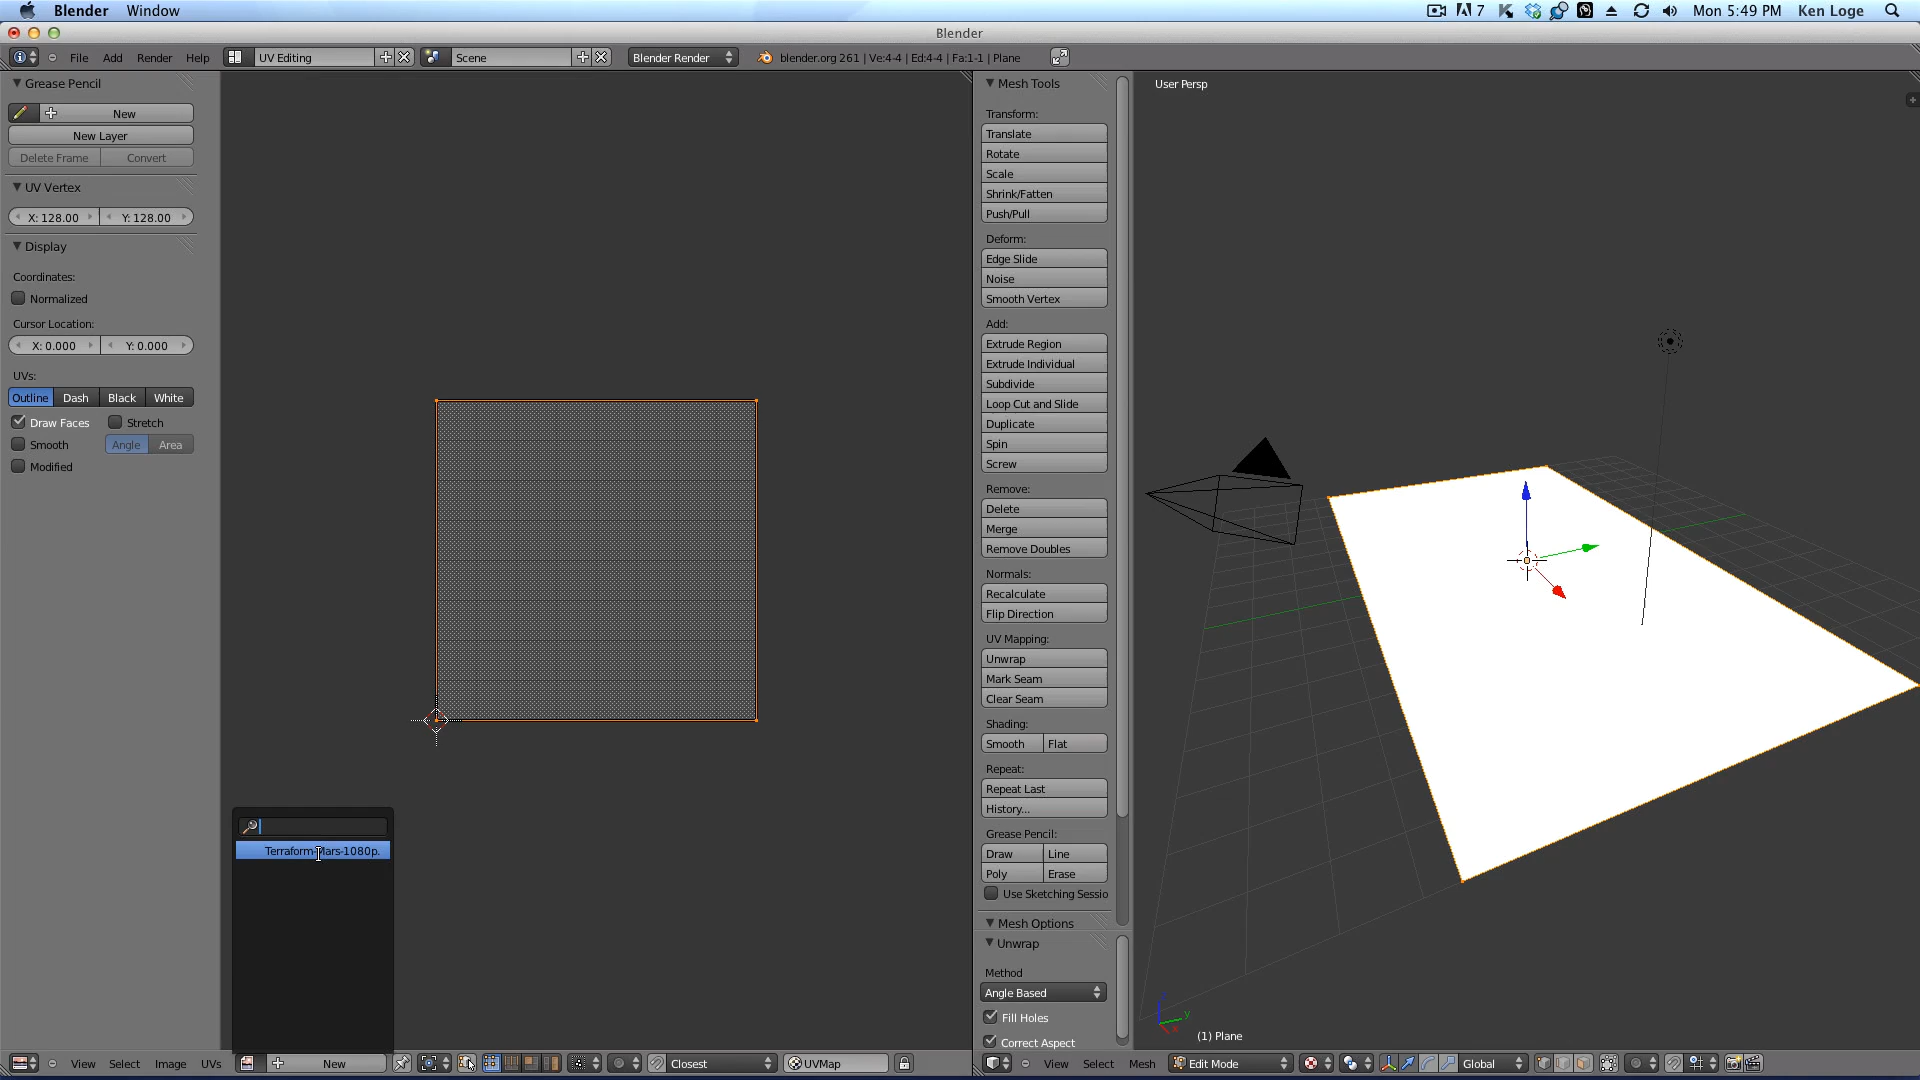 Blender Window
7 Mon 5:49 PM Ken Loge
Blender
File Add Render Help UV Editing Scene Blender Render blender.org 261 | Ve:4-4 | Ed:4-4 | Fa:1-1 | Plane
Grease Pencil
New
New Layer
Delete Frame Convert
UV Vertex
X: 128.00 Y: 128.00
Display
Coordinates:
Normalized
Cursor Location:
X: 0.000 Y: 0.000
UVs:
Outline Dash Black White
Draw Faces Stretch
Smooth Angle Area
Modified
Terraform-Mars-1080p.
View Select Image UVs New Closest UVMap
Mesh Tools
Transform:
Translate
Rotate
Scale
Shrink/Fatten
Push/Pull
Deform:
Edge Slide
Noise
Smooth Vertex
Add:
Extrude Region
Extrude Individual
Subdivide
Loop Cut and Slide
Duplicate
Spin
Screw
Remove:
Delete
Merge
Remove Doubles
Normals:
Recalculate
Flip Direction
UV Mapping:
Unwrap
Mark Seam
Clear Seam
Shading:
Smooth Flat
Repeat:
Repeat Last
History...
Grease Pencil:
Draw Line
Poly Erase
Use Sketching Sessio
Mesh Options
Unwrap
Method
Angle Based
Fill Holes
Correct Aspect
User Persp
(1) Plane
View Select Mesh Edit Mode Global